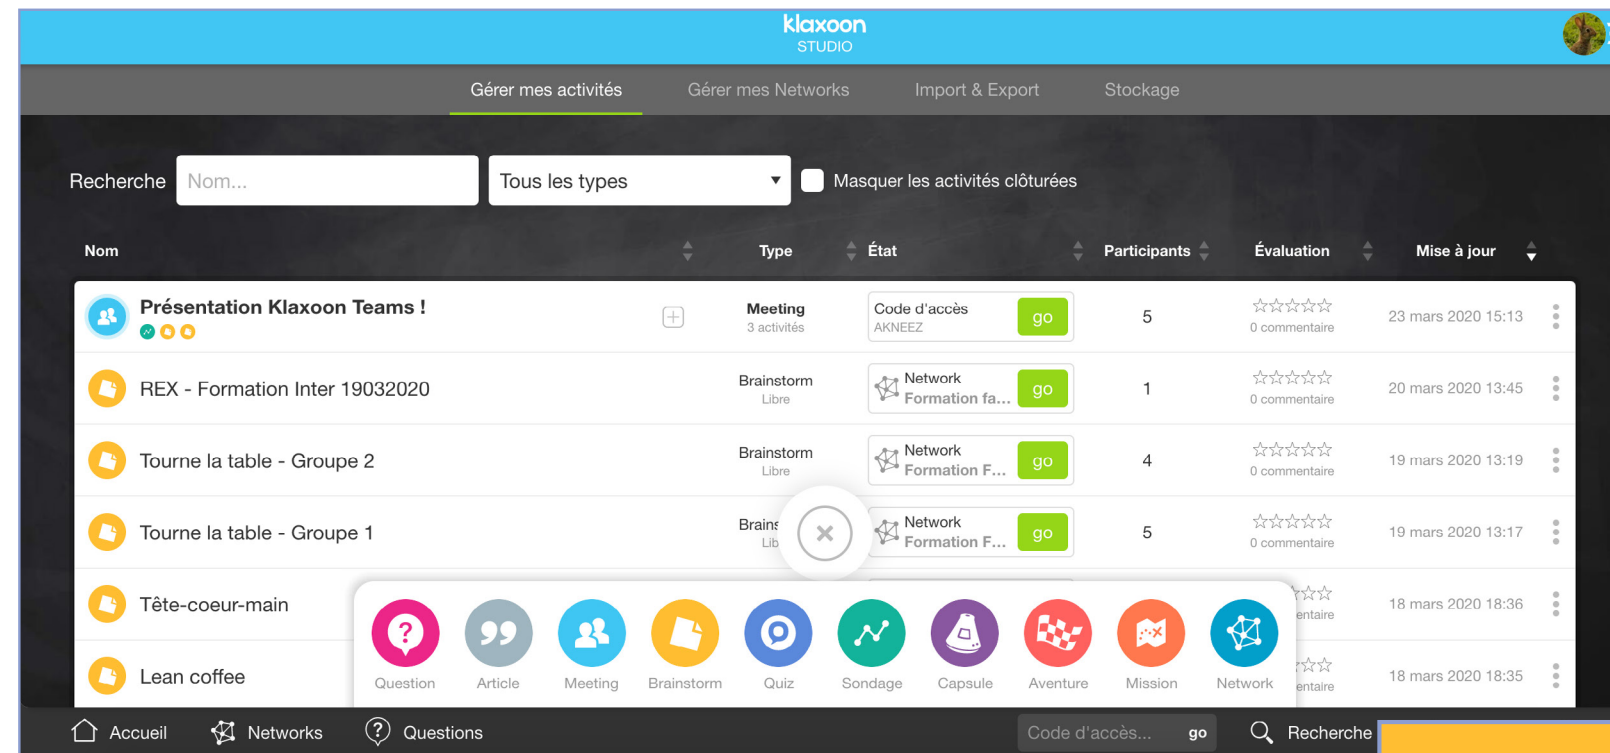 klaxoon
STUDIO
Gérer mes activités Gérer mes Networks Import & Export Stockage
Recherche Nom... Tous les types Masquer les activités clôturées
Nom Type État Participants Évaluation Mise à jour
Présentation Klaxoon Teams ! Meeting Code d'accès go 5 23 mars 2020 15:13
3 activités AKNEEZ 0 commentaire
REX - Formation Inter 19032020 Brainstorm Network go 1 20 mars 2020 13:45
Libre Formation fa... 0 commentaire
Tourne la table - Groupe 2 Brainstorm Network go 4 19 mars 2020 13:19
Libre Formation F... 0 commentaire
Tourne la table - Groupe 1 Brains Network go 5 19 mars 2020 13:17
Lib Formation F... 0 commentaire
Tête-coeur-main 18 mars 2020 18:36
entaire
Lean coffee 18 mars 2020 18:35
Question Article Meeting Brainstorm Quiz Sondage Capsule Aventure Mission Network entaire
Accueil Networks Questions Code d'accès... go Recherche